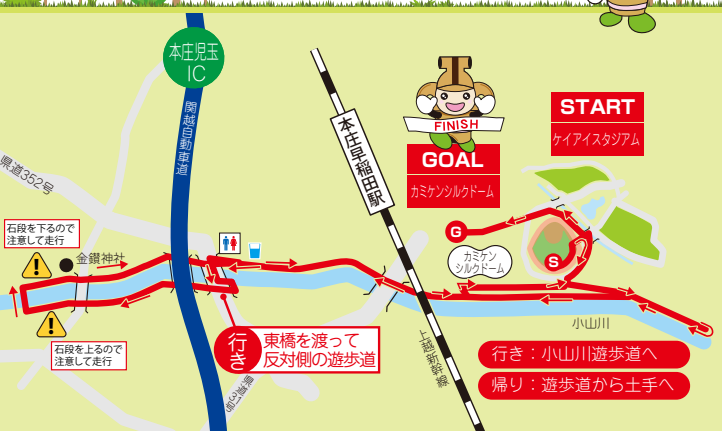 本庄児玉
IC
関越自動車道
県道352号
本庄早稲田駅
FINISH
GOAL
カミケンシルクドーム
START
ケイアイスタジアム
石段を下るので
注意して走行
金鑚神社
G
カミケン
シルクドーム
S
石段を上るので
注意して走行
行き
東橋を渡って
反対側の遊歩道
県道31号
上越新幹線
小山川
行き：小山川遊歩道へ
帰り：遊歩道から土手へ